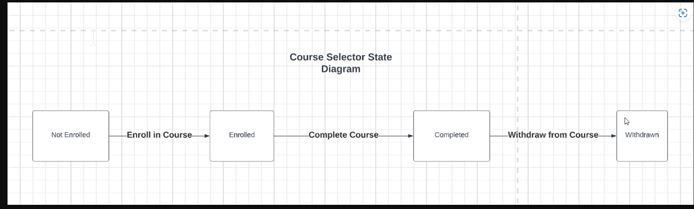 Course Selector State
Diagram
Not Enrolled
Enroll in Course
Enrolled
Complete Course
Completed
Withdraw from Course
Withdrawn